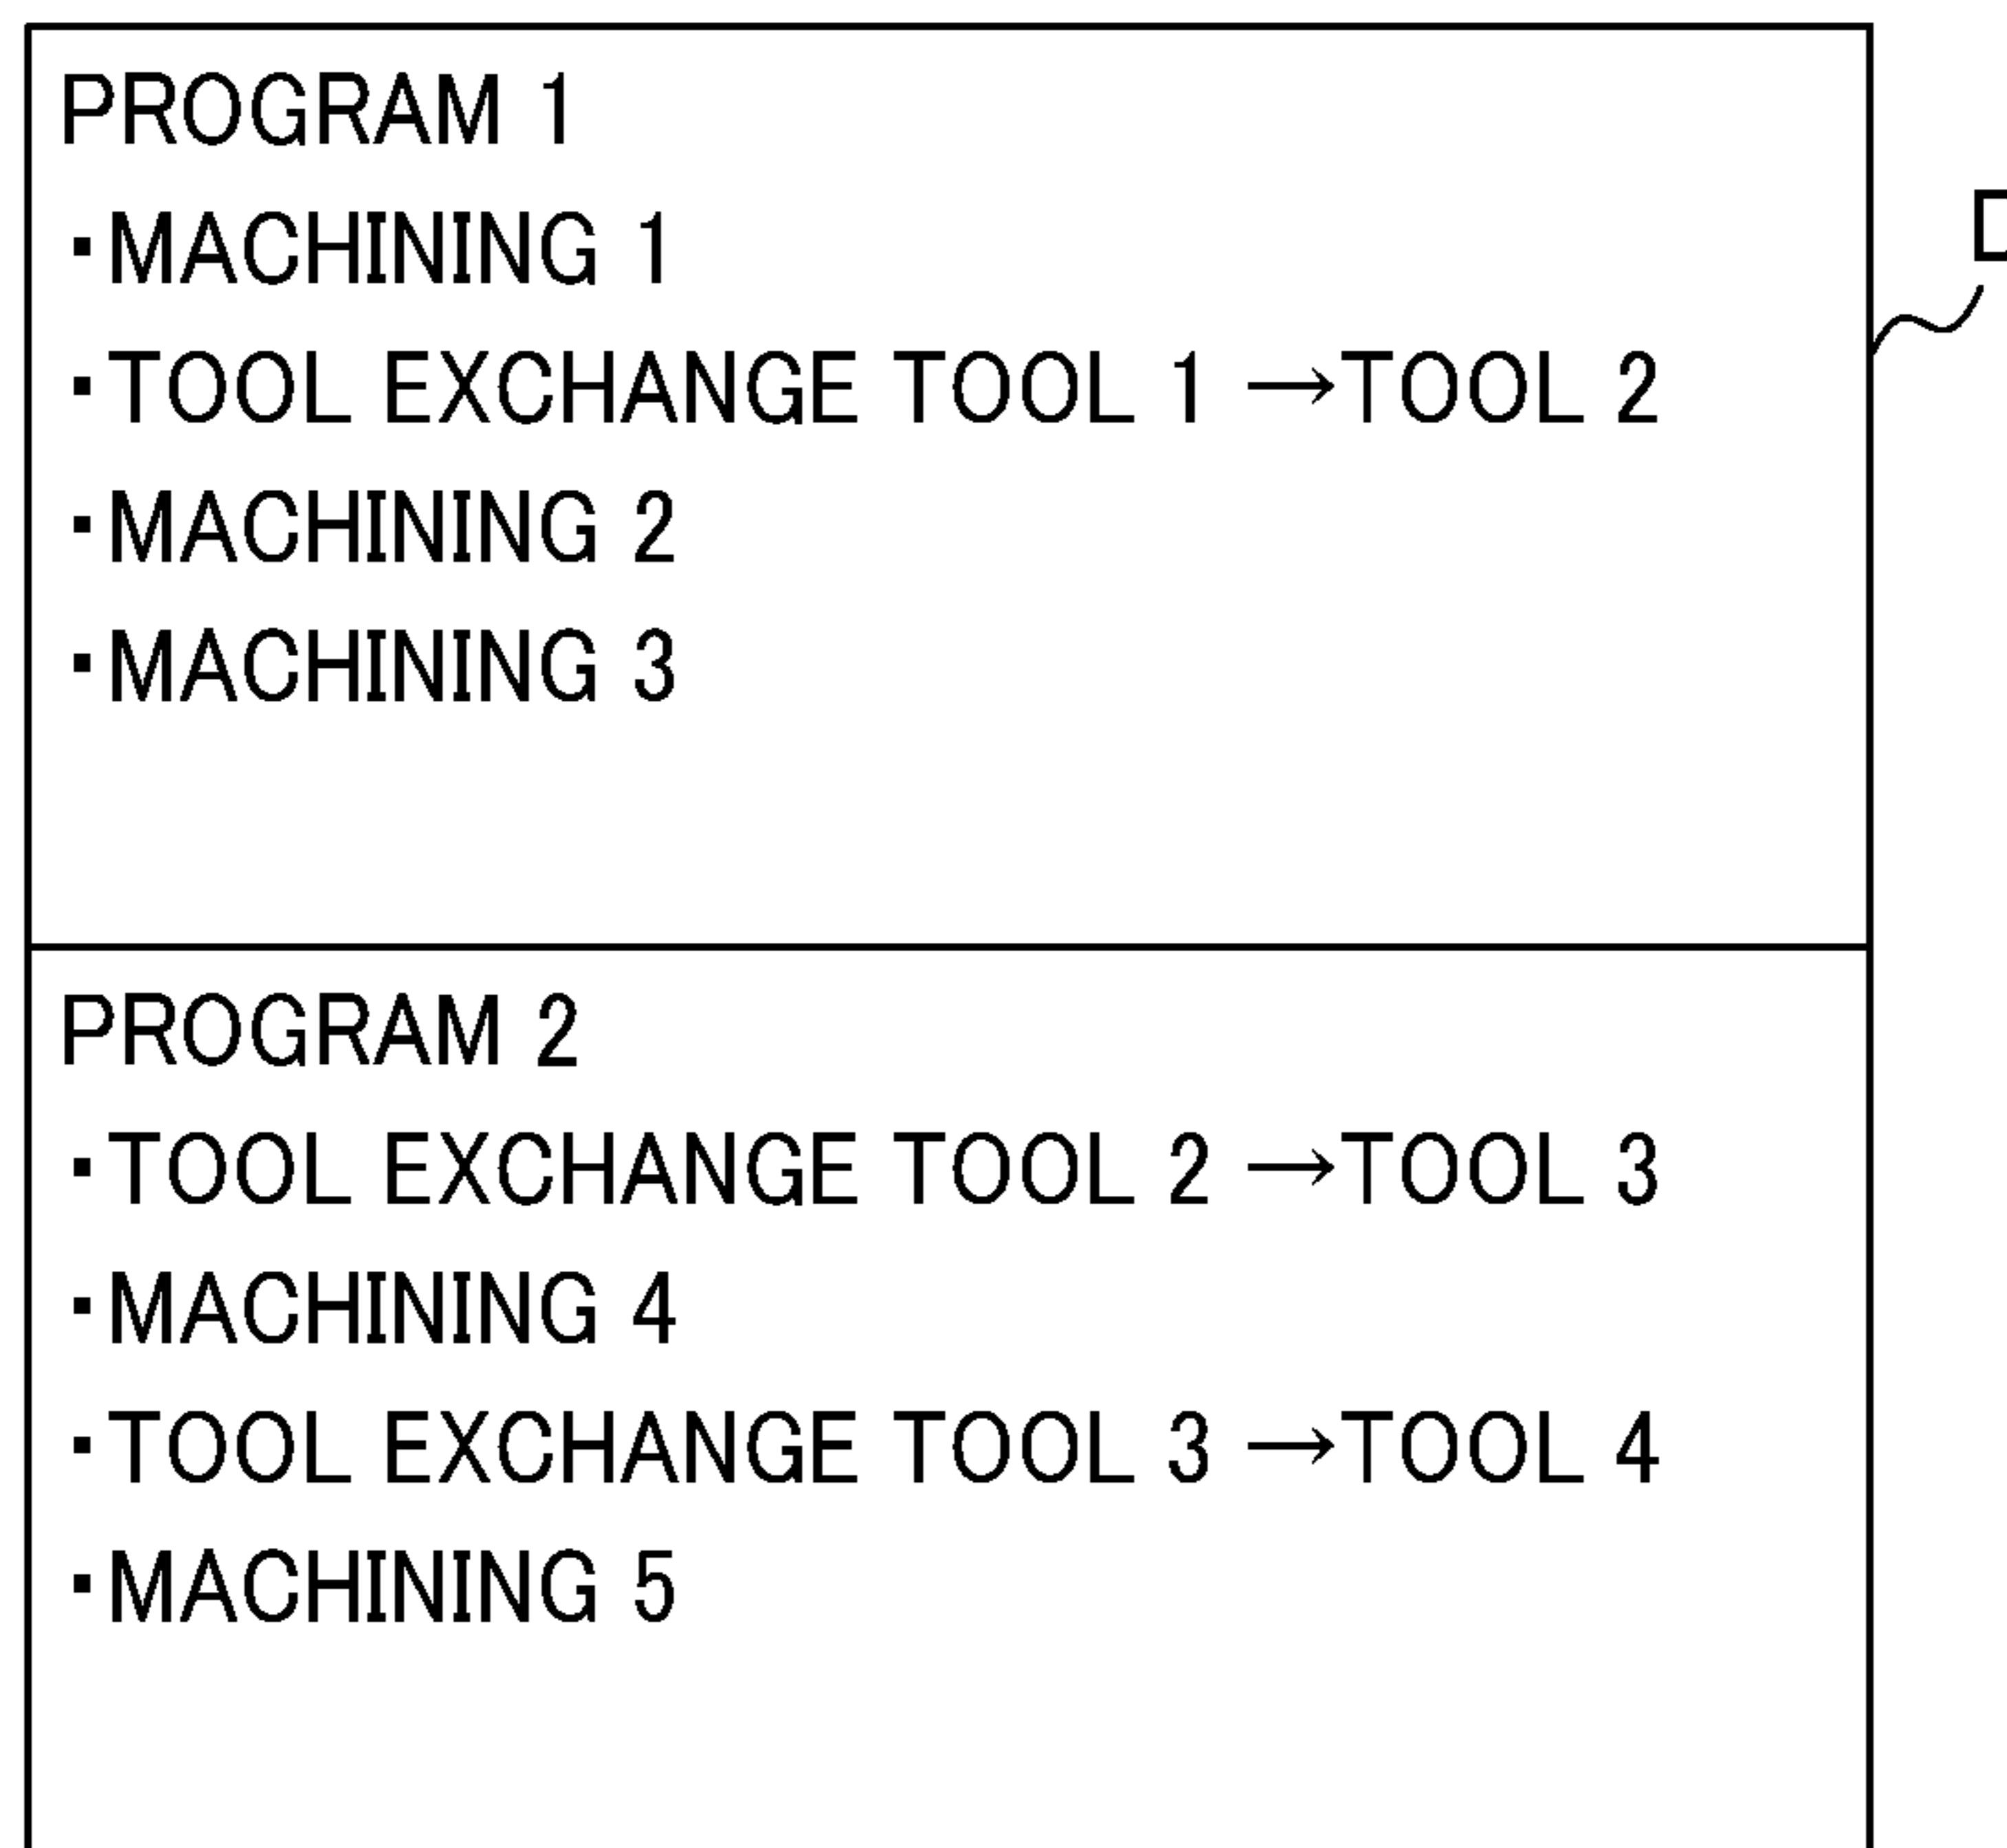 PROGRAM 1
・MACHINING 1
・TOOL EXCHANGE TOOL 1 →TOOL 2
・MACHINING 2
・MACHINING 3
PROGRAM 2
・TOOL EXCHANGE TOOL 2 →TOOL 3
・MACHINING 4
・TOOL EXCHANGE TOOL 3 →TOOL 4
・MACHINING 5